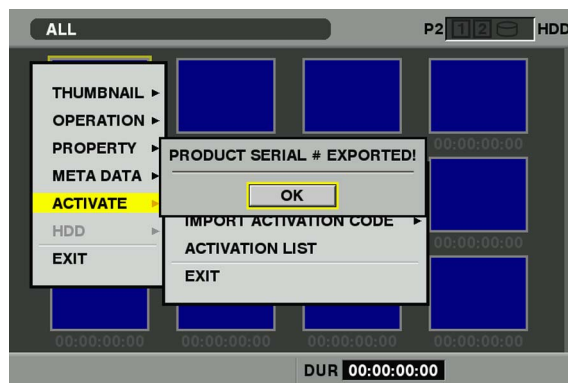 ALL
P2 1 2 HDD
THUMBNAIL
OPERATION
PROPERTY
META DATA
ACTIVATE
HDD
EXIT
PRODUCT SERIAL # EXPORTED!
OK
IMPORT ACTIVATION CODE
ACTIVATION LIST
EXIT
00:00:00:00
00:00:00:00
00:00:00:00 00:00:00:00 00:00:00:00 00:00:00:00
DUR 00:00:00:00